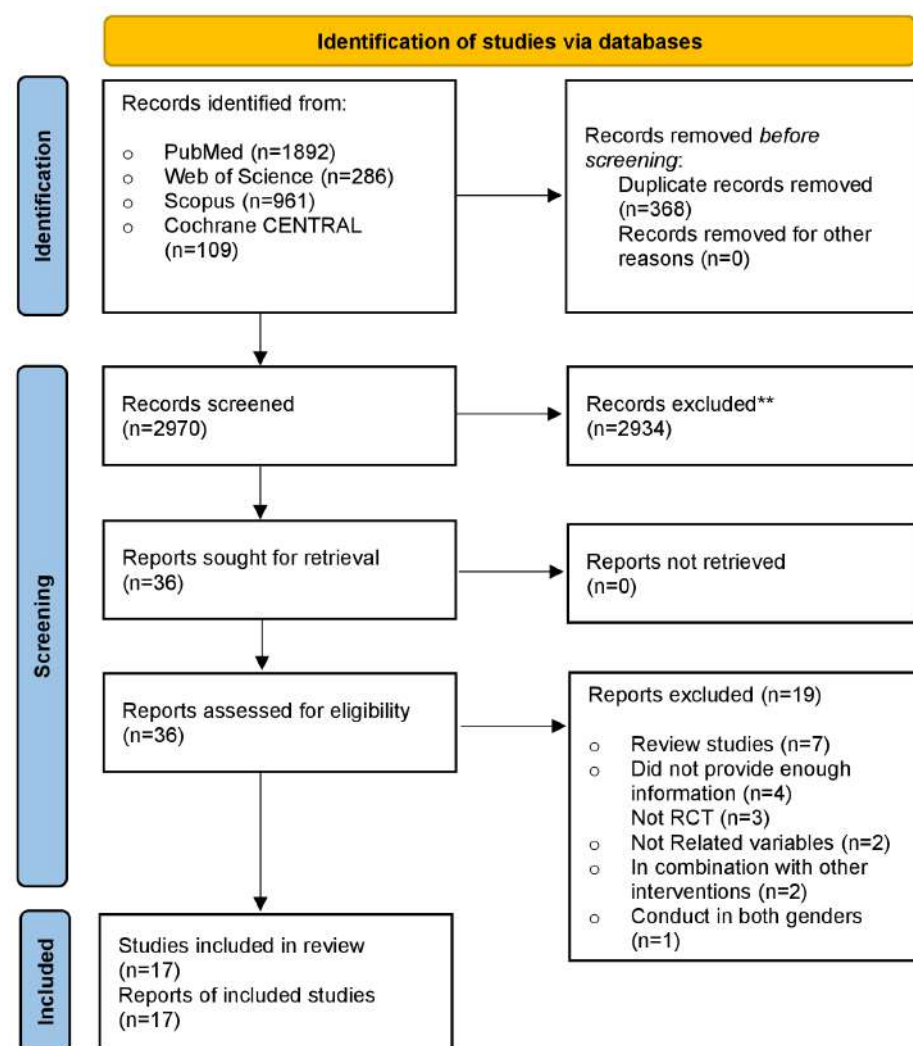 Identification of studies via databases
Identification
Records identified from:
○ PubMed (n=1892)
○ Web of Science (n=286)
○ Scopus (n=961)
○ Cochrane CENTRAL
(n=109)
Records removed before
screening:
Duplicate records removed
(n=368)
Records removed for other
reasons (n=0)
Screening
Records screened
(n=2970)
Records excluded**
(n=2934)
Reports sought for retrieval
(n=36)
Reports not retrieved
(n=0)
Reports assessed for eligibility
(n=36)
Reports excluded (n=19)
○ Review studies (n=7)
○ Did not provide enough
information (n=4)
Not RCT (n=3)
○ Not Related variables (n=2)
○ In combination with other
interventions (n=2)
○ Conduct in both genders
(n=1)
Included
Studies included in review
(n=17)
Reports of included studies
(n=17)